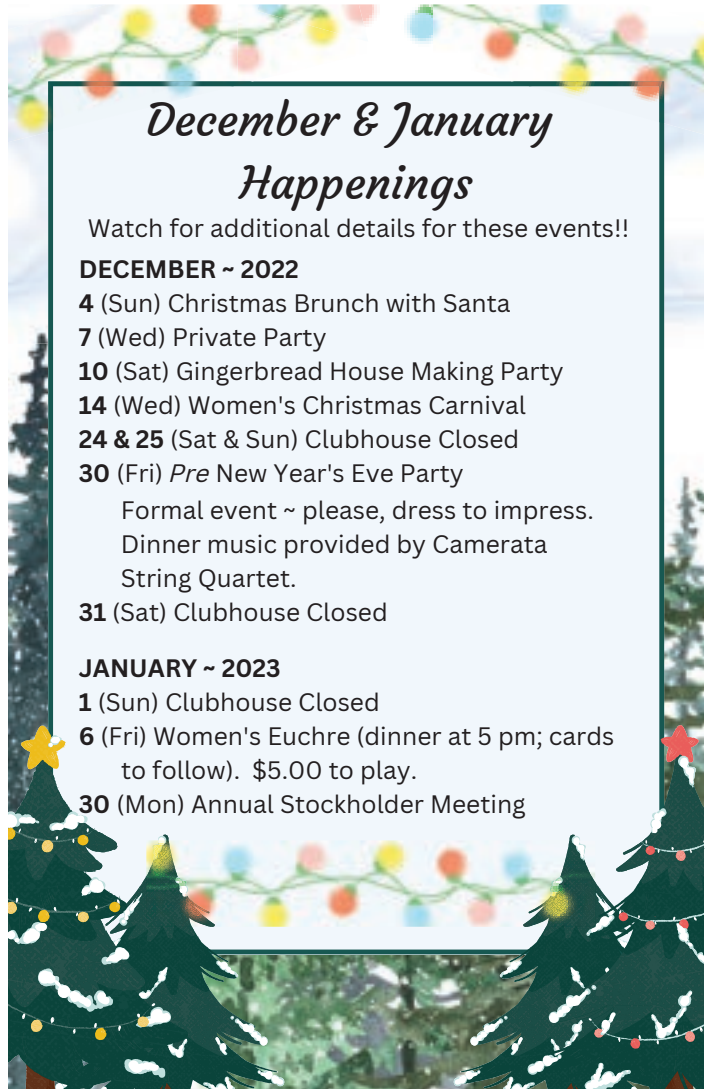 December & January
Happenings
Watch for additional details for these events!!
DECEMBER ~ 2022
4 (Sun) Christmas Brunch with Santa
7 (Wed) Private Party
10 (Sat) Gingerbread House Making Party
14 (Wed) Women's Christmas Carnival
24 & 25 (Sat & Sun) Clubhouse Closed
30 (Fri) Pre New Year's Eve Party
Formal event ~ please, dress to impress.
Dinner music provided by Camerata
String Quartet.
31 (Sat) Clubhouse Closed
JANUARY ~ 2023
1 (Sun) Clubhouse Closed
6 (Fri) Women's Euchre (dinner at 5 pm; cards
to follow). $5.00 to play.
30 (Mon) Annual Stockholder Meeting